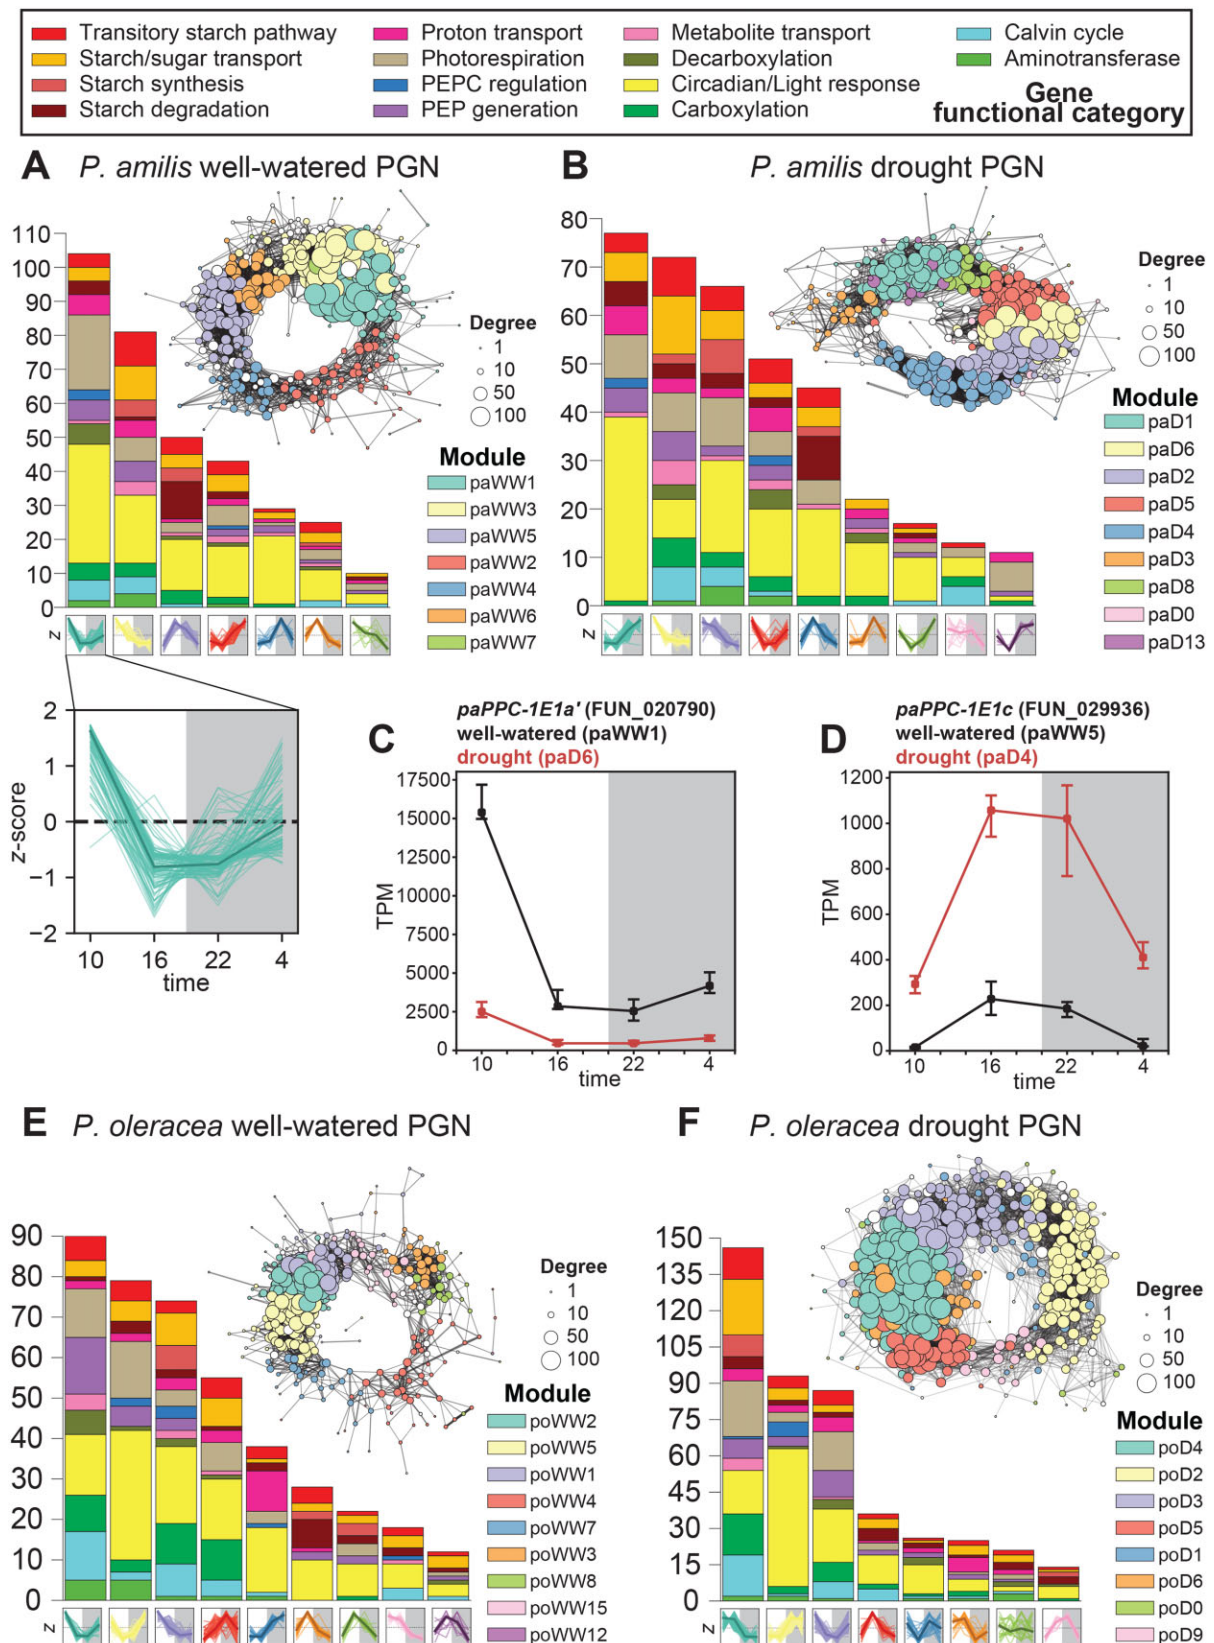 Transitory starch pathway
Starch/sugar transport
Starch synthesis
Starch degradation
Proton transport
Photorespiration
PEPC regulation
PEP generation
Metabolite transport
Decarboxylation
Circadian/Light response
Carboxylation
Calvin cycle
Aminotransferase
Gene
functional category
A P. amilis well-watered PGN
110
100
90
80
70
60
50
40
30
20
10
0
z
Degree
1
10
50
100
Module
paWW1
paWW3
paWW5
paWW2
paWW4
paWW6
paWW7
B P. amilis drought PGN
80
70
60
50
40
30
20
10
0
z
Degree
1
10
50
100
Module
paD1
paD6
paD2
paD5
paD4
paD3
paD8
paD0
paD13
2
1
0
−1
−2
z-score
10 16 22 4
time
C
paPPC-1E1a' (FUN_020790)
well-watered (paWW1)
drought (paD6)
17500
15000
12500
10000
7500
5000
2500
0
TPM
10 16 22 4
time
D
paPPC-1E1c (FUN_029936)
well-watered (paWW5)
drought (paD4)
1200
1000
800
600
400
200
0
TPM
10 16 22 4
time
E P. oleracea well-watered PGN
90
80
70
60
50
40
30
20
10
0
z
Degree
1
10
50
100
Module
poWW2
poWW5
poWW1
poWW4
poWW7
poWW3
poWW8
poWW15
poWW12
F P. oleracea drought PGN
150
135
120
105
90
75
60
45
30
15
0
z
Degree
1
10
50
100
Module
poD4
poD2
poD3
poD5
poD1
poD6
poD0
poD9